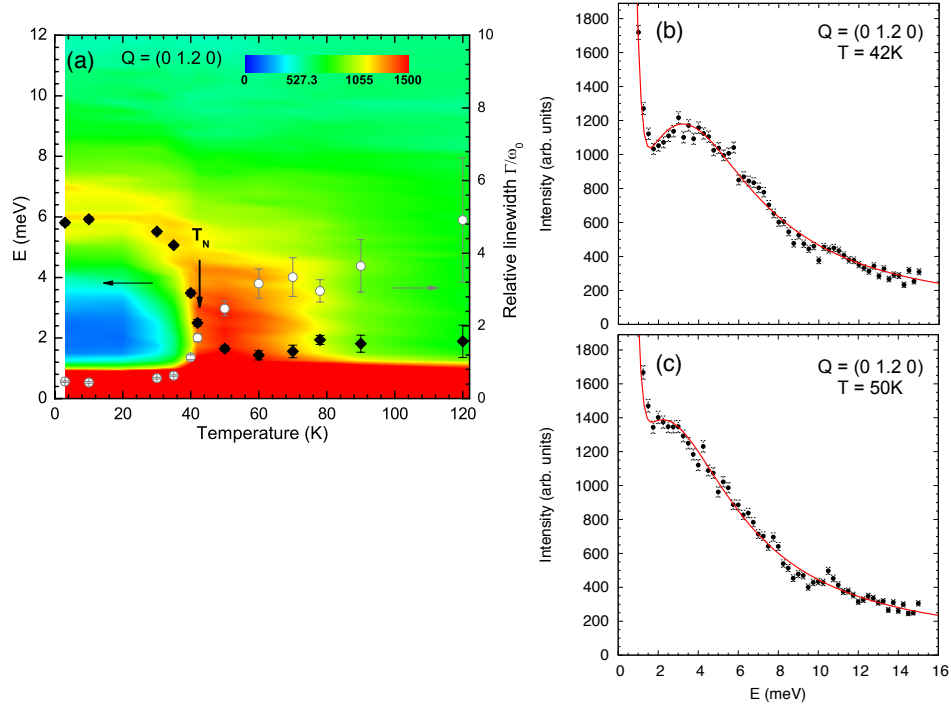 (a)
Q = (0 1.2 0)
0 527.3 1055 1500
12
10
8
6
4
2
0
E (meV)
T_N
10
8
6
4
2
0
Relative linewidth Γ/ω₀
0 20 40 60 80 100 120
Temperature (K)
(b)
Q = (0 1.2 0)
T = 42K
1800
1600
1400
1200
1000
800
600
400
200
0
Intensity (arb. units)
(c)
Q = (0 1.2 0)
T = 50K
1800
1600
1400
1200
1000
800
600
400
200
0
Intensity (arb. units)
0 2 4 6 8 10 12 14 16
E (meV)